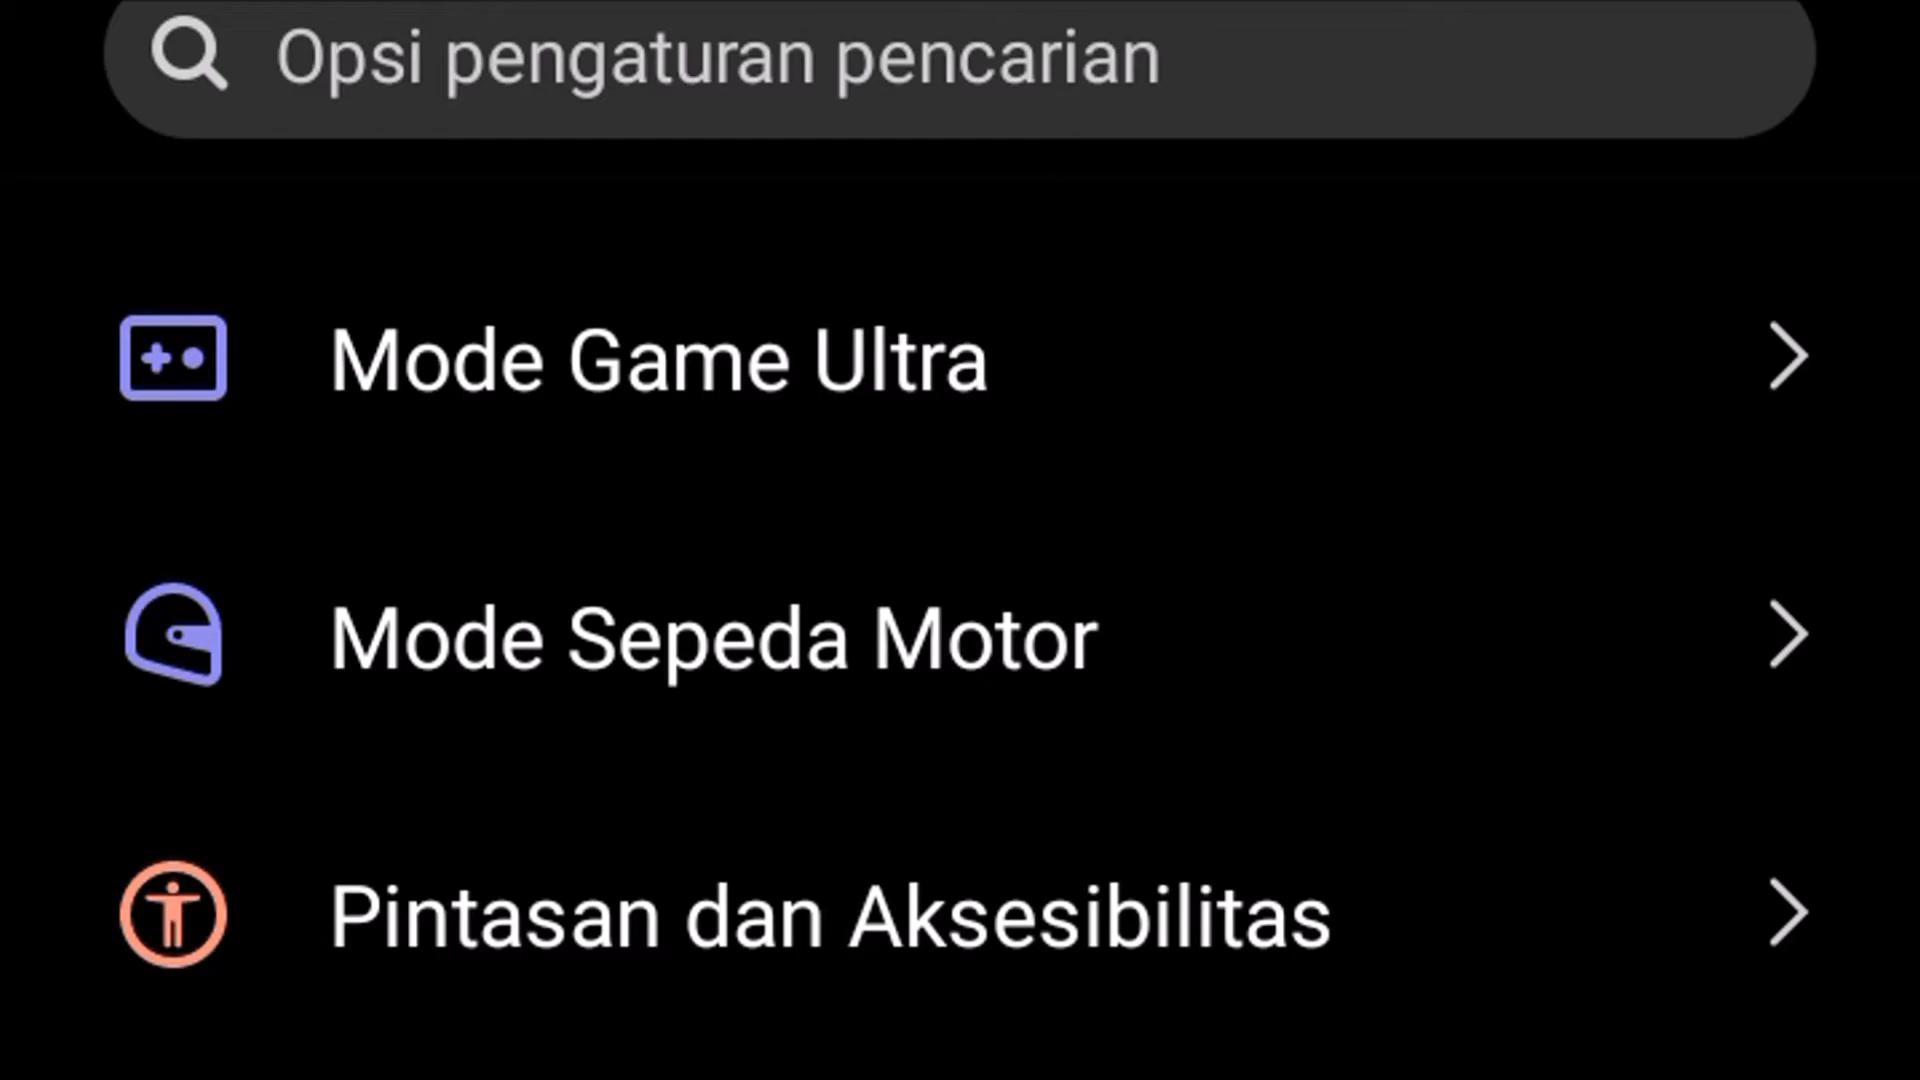 Opsi pengaturan pencarian
Mode Game Ultra
Mode Sepeda Motor
Pintasan dan Aksesibilitas